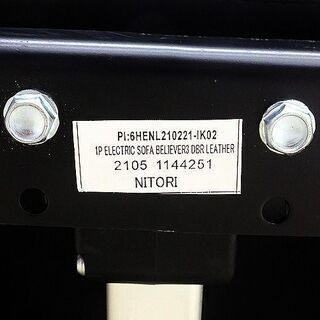 PI:6HENL210221-IK02
1P ELECTRIC SOFA BELIEVER3 DBR LEATHER
2105 1144251
NITORI